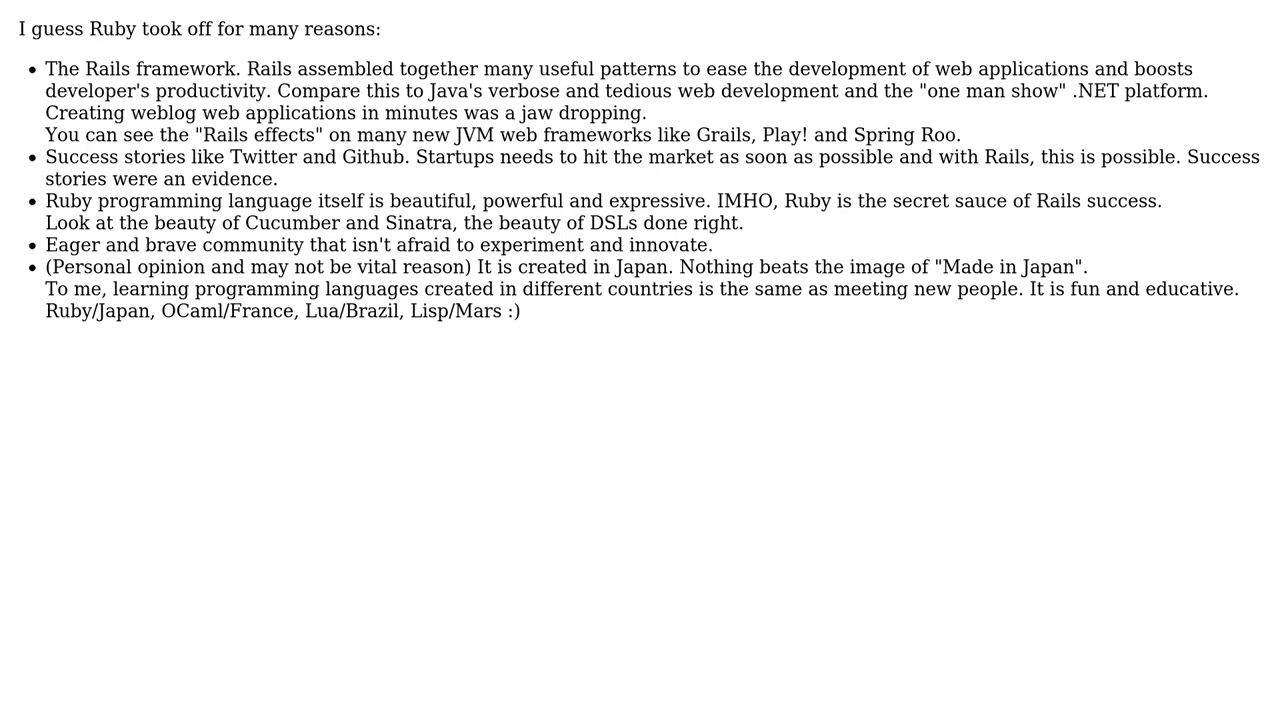 I guess Ruby took off for many reasons:
• The Rails framework. Rails assembled together many useful patterns to ease the development of web applications and boosts
developer's productivity. Compare this to Java's verbose and tedious web development and the "one man show" .NET platform.
Creating weblog web applications in minutes was a jaw dropping.
You can see the "Rails effects" on many new JVM web frameworks like Grails, Play! and Spring Roo.
• Success stories like Twitter and Github. Startups needs to hit the market as soon as possible and with Rails, this is possible. Success
stories were an evidence.
• Ruby programming language itself is beautiful, powerful and expressive. IMHO, Ruby is the secret sauce of Rails success.
Look at the beauty of Cucumber and Sinatra, the beauty of DSLs done right.
• Eager and brave community that isn't afraid to experiment and innovate.
• (Personal opinion and may not be vital reason) It is created in Japan. Nothing beats the image of "Made in Japan".
To me, learning programming languages created in different countries is the same as meeting new people. It is fun and educative.
Ruby/Japan, OCaml/France, Lua/Brazil, Lisp/Mars :)